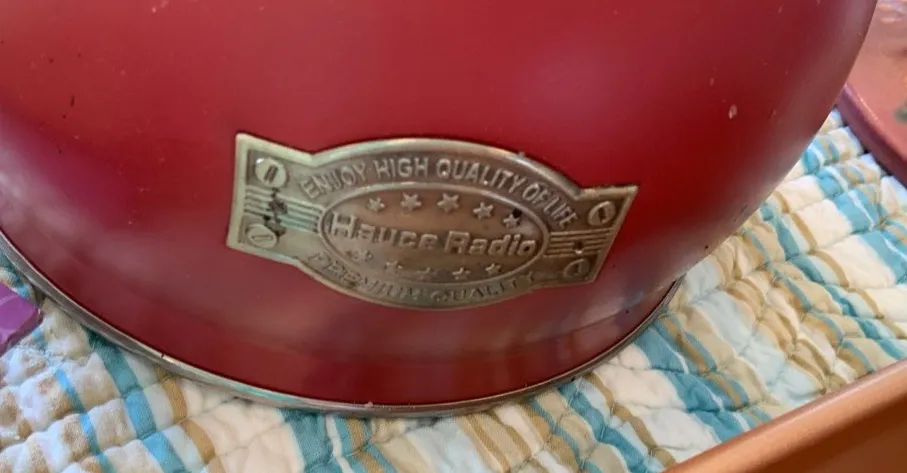 ENJOY HIGH QUALITY OF LIFE
Hauce Radio
PREMIUM QUALITY